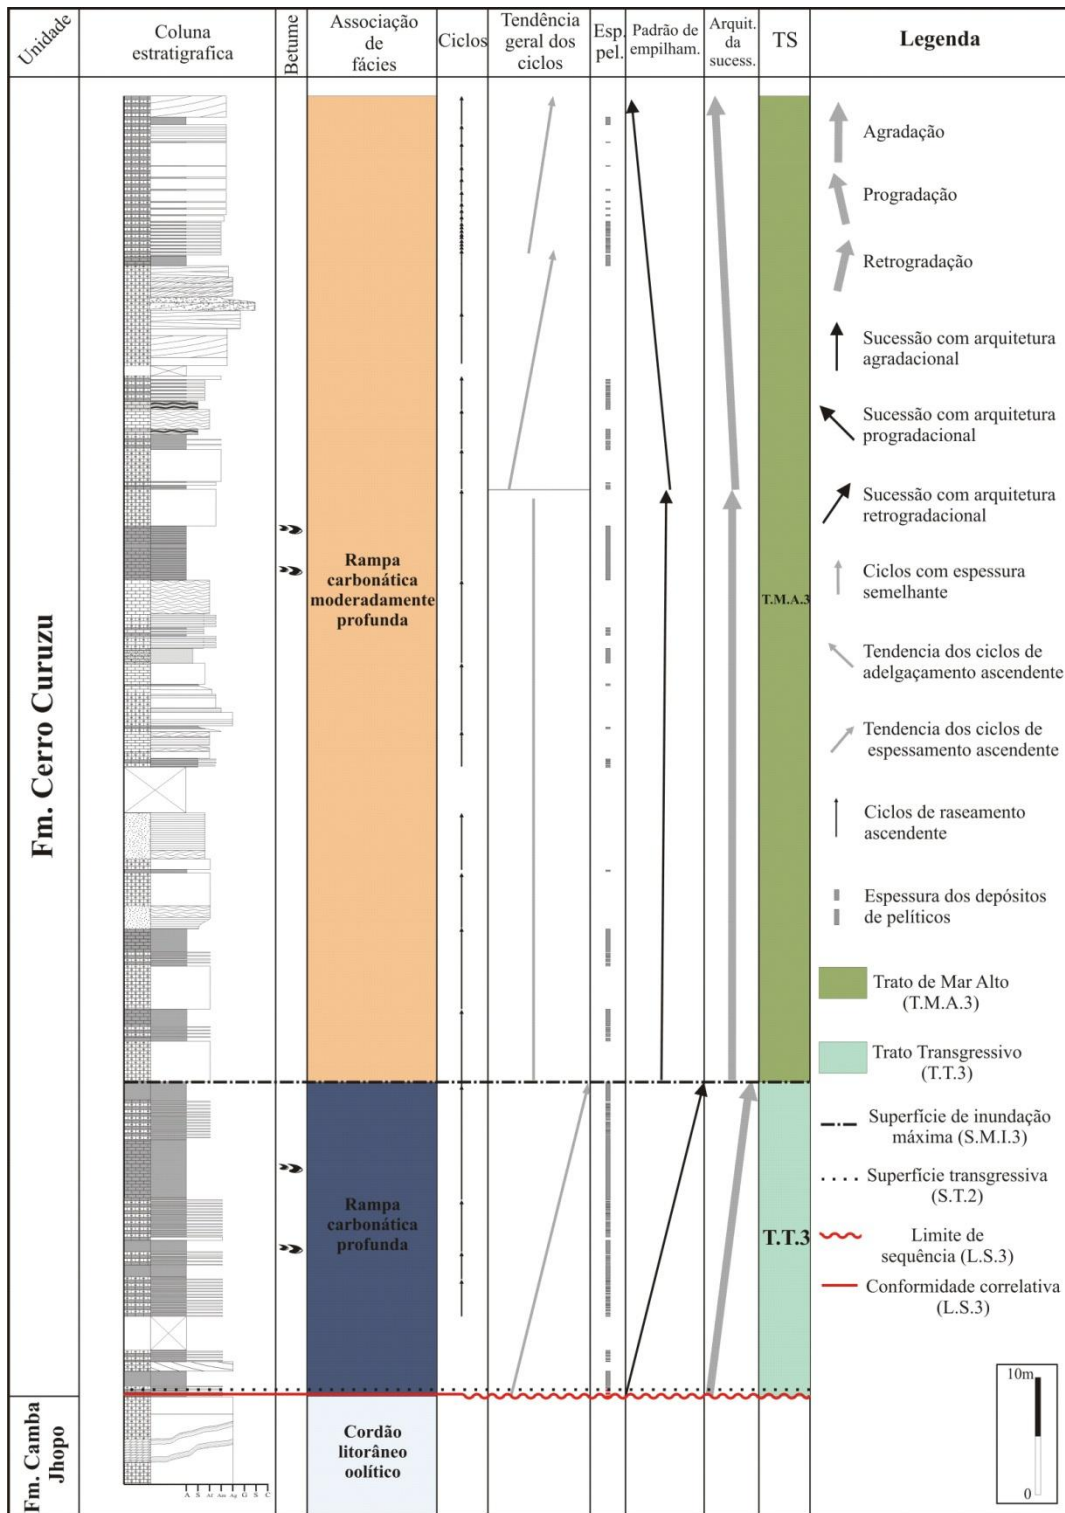 Unidade
Coluna
estratigrafica
Betume
Associação
de
fácies
Ciclos
Tendência
geral dos
ciclos
Esp.
pel.
Padrão de
empilham.
Arquit.
da
sucess.
TS
Legenda
Fm. Cerro Curuzu
Fm. Camba
Jhopo
Rampa
carbonática
moderadamente
profunda
Rampa
carbonática
profunda
Cordão
litorâneo
oolítico
T.M.A.3
T.T.3
Agradação
Progradação
Retrogradação
Sucessão com arquitetura
agradacional
Sucessão com arquitetura
progradacional
Sucessão com arquitetura
retrogradacional
Ciclos com espessura
semelhante
Tendencia dos ciclos de
adelgaçamento ascendente
Tendencia dos ciclos de
espessamento ascendente
Ciclos de raseamento
ascendente
Espessura dos depósitos
de pelíticos
Trato de Mar Alto
(T.M.A.3)
Trato Transgressivo
(T.T.3)
Superfície de inundação
máxima (S.M.I.3)
Superfície transgressiva
(S.T.2)
Limite de
sequência (L.S.3)
Conformidade correlativa
(L.S.3)
10m
0
A S Af Am Ag G S C